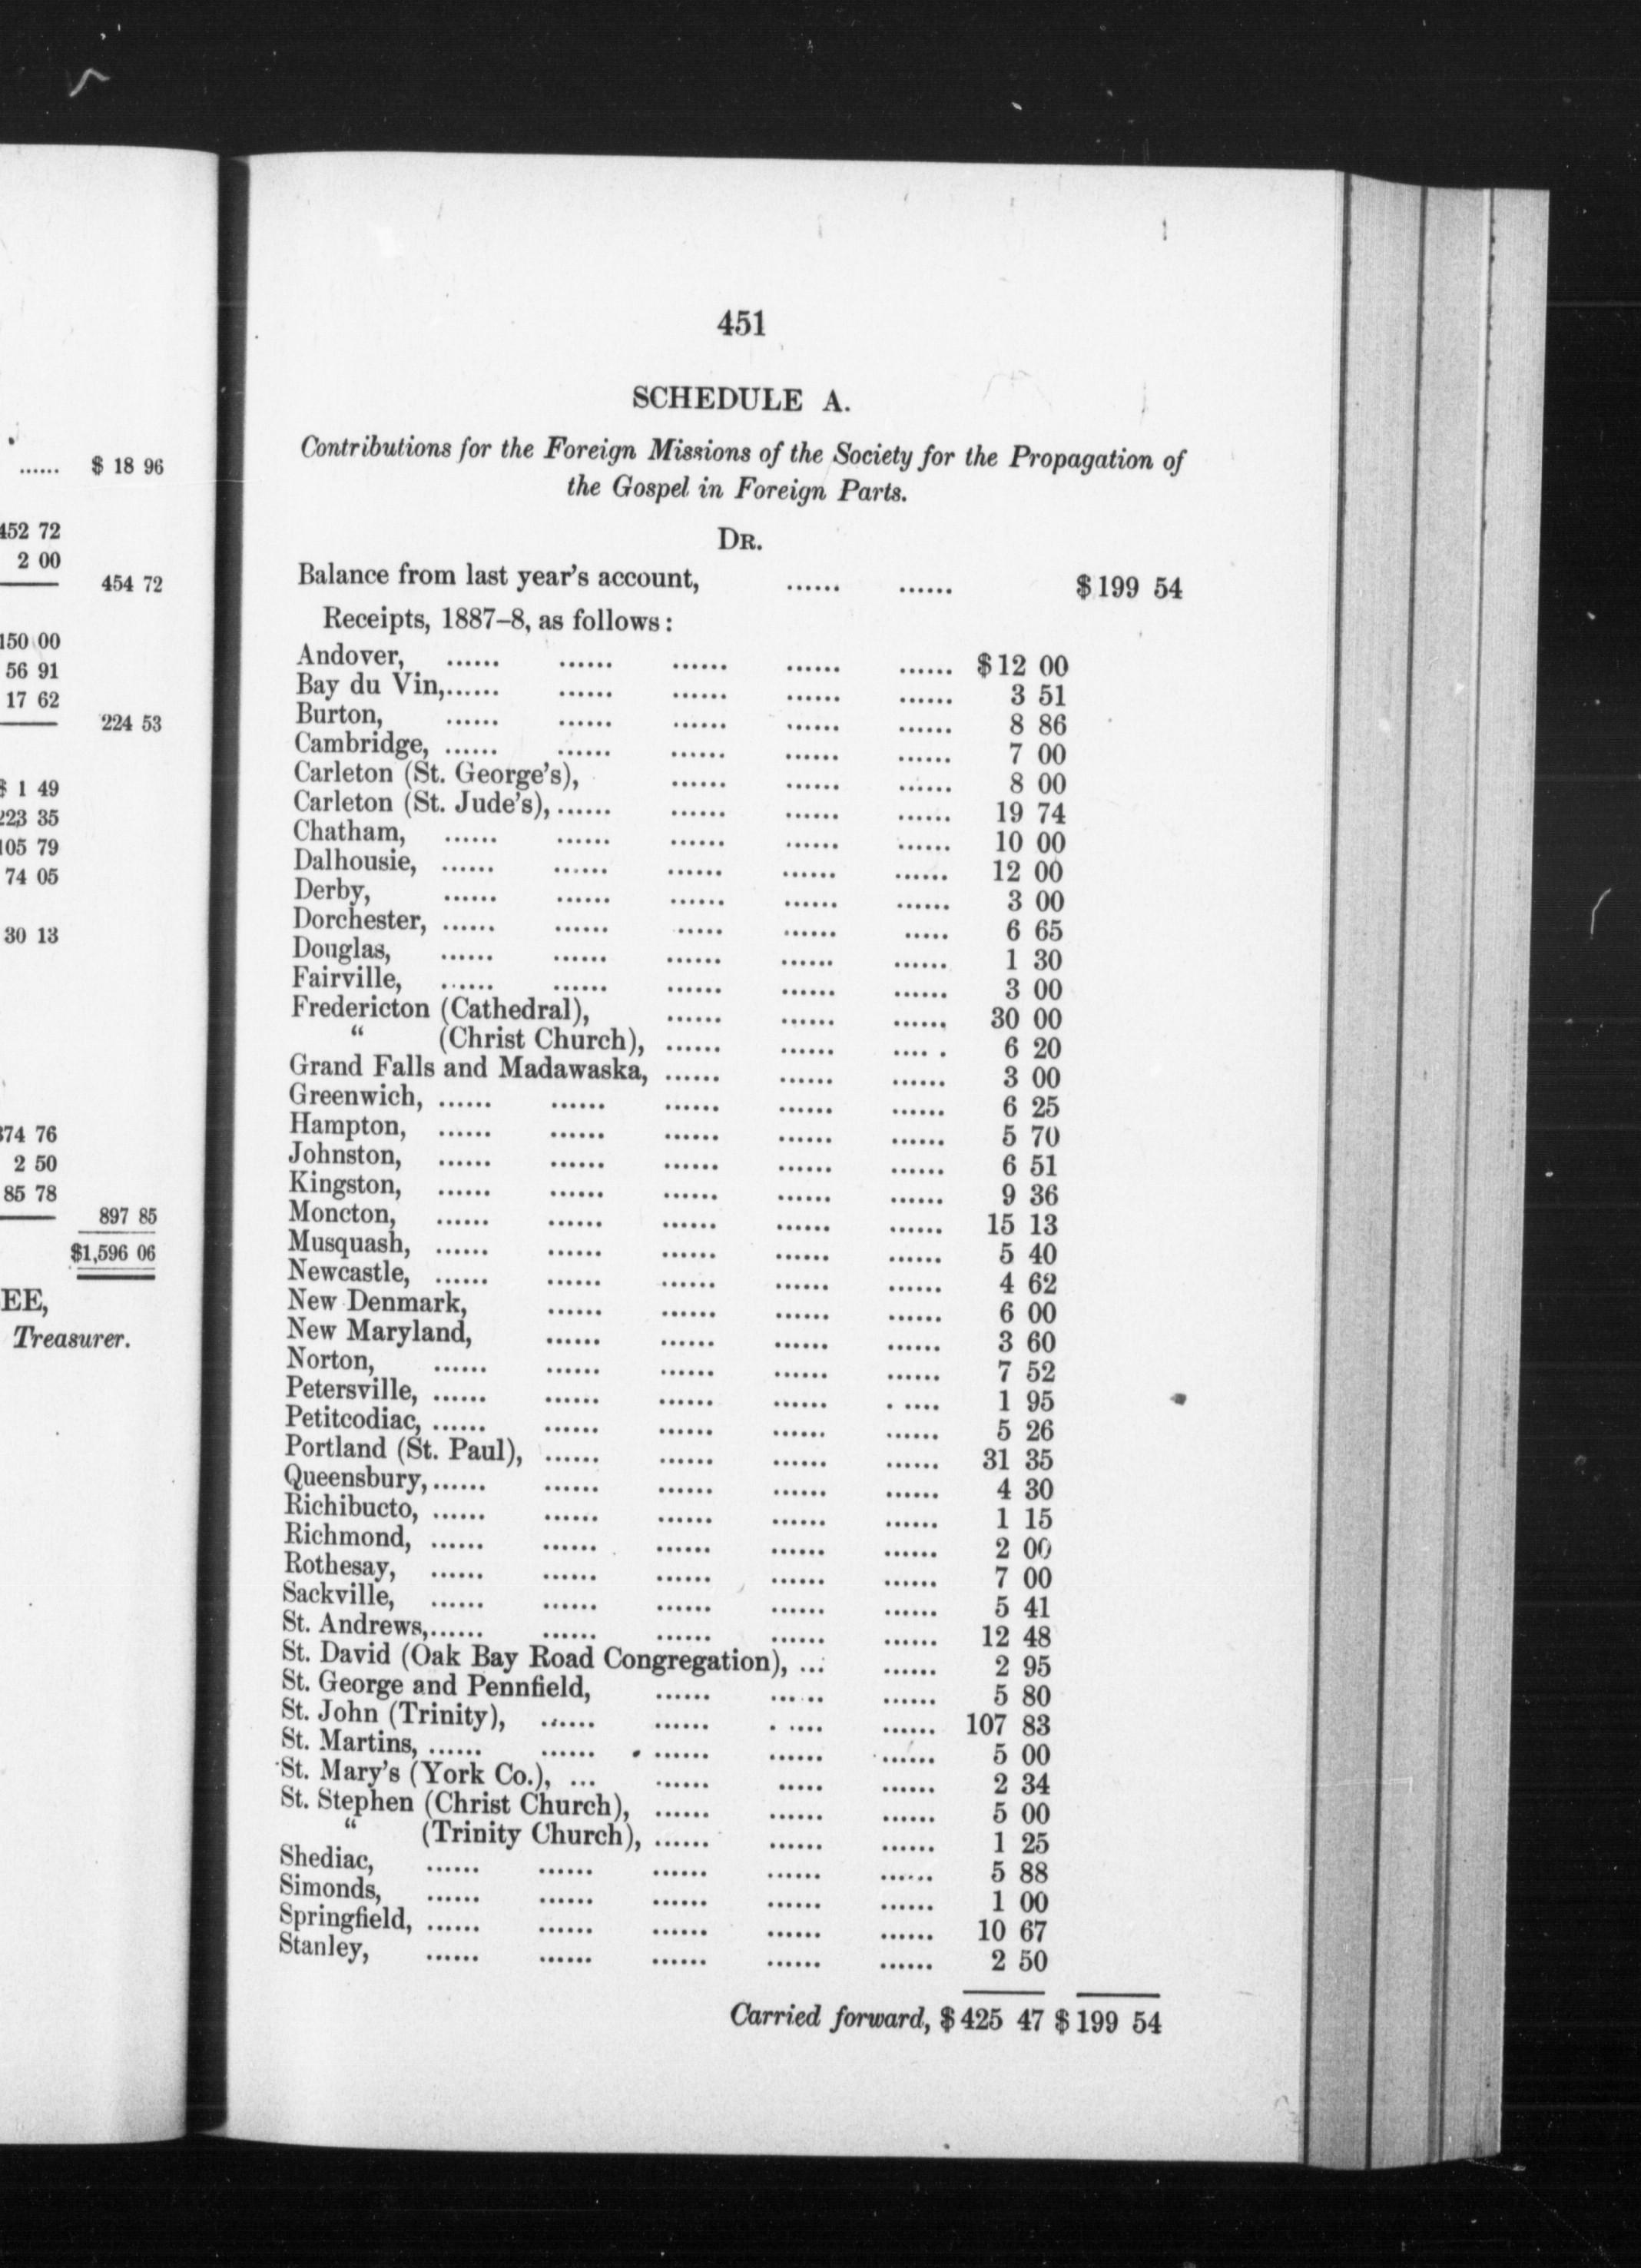 ...... $ 18 96
452 72
2 00
454 72
150 00
56 91
17 62
224 53
$ 1 49
223 35
105 79
74 05
30 13
374 76
2 50
85 78
897 85
$1,596 06
EE,
Treasurer.
451
SCHEDULE A.
Contributions for the Foreign Missions of the Society for the Propagation of
the Gospel in Foreign Parts.
DR.
Balance from last year's account, ...... ...... $199 54
Receipts, 1887–8, as follows:
Andover, ...... ...... ...... ...... ...... $12 00
Bay du Vin,...... ...... ...... ...... ...... 3 51
Burton, ...... ...... ...... ...... ...... 8 86
Cambridge, ...... ...... ...... ...... ...... 7 00
Carleton (St. George's), ...... ...... ...... 8 00
Carleton (St. Jude's),...... ...... ...... ...... 19 74
Chatham, ...... ...... ...... ...... ...... 10 00
Dalhousie, ...... ...... ...... ...... ...... 12 00
Derby, ...... ...... ...... ...... ...... 3 00
Dorchester, ...... ...... ..... ...... ..... 6 65
Douglas, ...... ...... ...... ...... ...... 1 30
Fairville, ...... ...... ...... ...... ...... 3 00
Fredericton (Cathedral), ...... ...... ...... 30 00
“ (Christ Church), ...... ...... .... . 6 20
Grand Falls and Madawaska, ...... ...... ...... 3 00
Greenwich, ...... ...... ...... ...... ...... 6 25
Hampton, ...... ...... ...... ...... ...... 5 70
Johnston, ...... ...... ...... ...... ...... 6 51
Kingston, ...... ...... ...... ...... ...... 9 36
Moncton, ...... ...... ...... ...... ...... 15 13
Musquash, ...... ...... ...... ...... ...... 5 40
Newcastle, ...... ...... ...... ...... ...... 4 62
New Denmark, ...... ...... ...... ...... 6 00
New Maryland, ...... ...... ...... ...... 3 60
Norton, ...... ...... ...... ...... ...... 7 52
Petersville, ...... ...... ...... ...... . .... 1 95
Petitcodiac, ...... ...... ...... ...... ...... 5 26
Portland (St. Paul), ...... ...... ...... ...... 31 35
Queensbury,...... ...... ...... ...... ...... 4 30
Richibucto, ...... ...... ...... ...... ...... 1 15
Richmond, ...... ...... ...... ...... ...... 2 00
Rothesay, ...... ...... ...... ...... ...... 7 00
Sackville, ...... ...... ...... ...... ...... 5 41
St. Andrews,...... ...... ...... ...... ...... 12 48
St. David (Oak Bay Road Congregation), ... ...... 2 95
St. George and Pennfield, ...... ...... ...... 5 80
St. John (Trinity), ...... ...... . .... ...... 107 83
St. Martins, ...... ...... ...... ...... ...... 5 00
St. Mary's (York Co.), ... ...... ..... ...... 2 34
St. Stephen (Christ Church), ...... ...... ...... 5 00
“ (Trinity Church), ...... ...... ...... 1 25
Shediac, ...... ...... ...... ...... ...... 5 88
Simonds, ...... ...... ...... ...... ...... 1 00
Springfield, ...... ...... ...... ...... ...... 10 67
Stanley, ...... ...... ...... ...... ...... 2 50
Carried forward, $425 47 $199 54